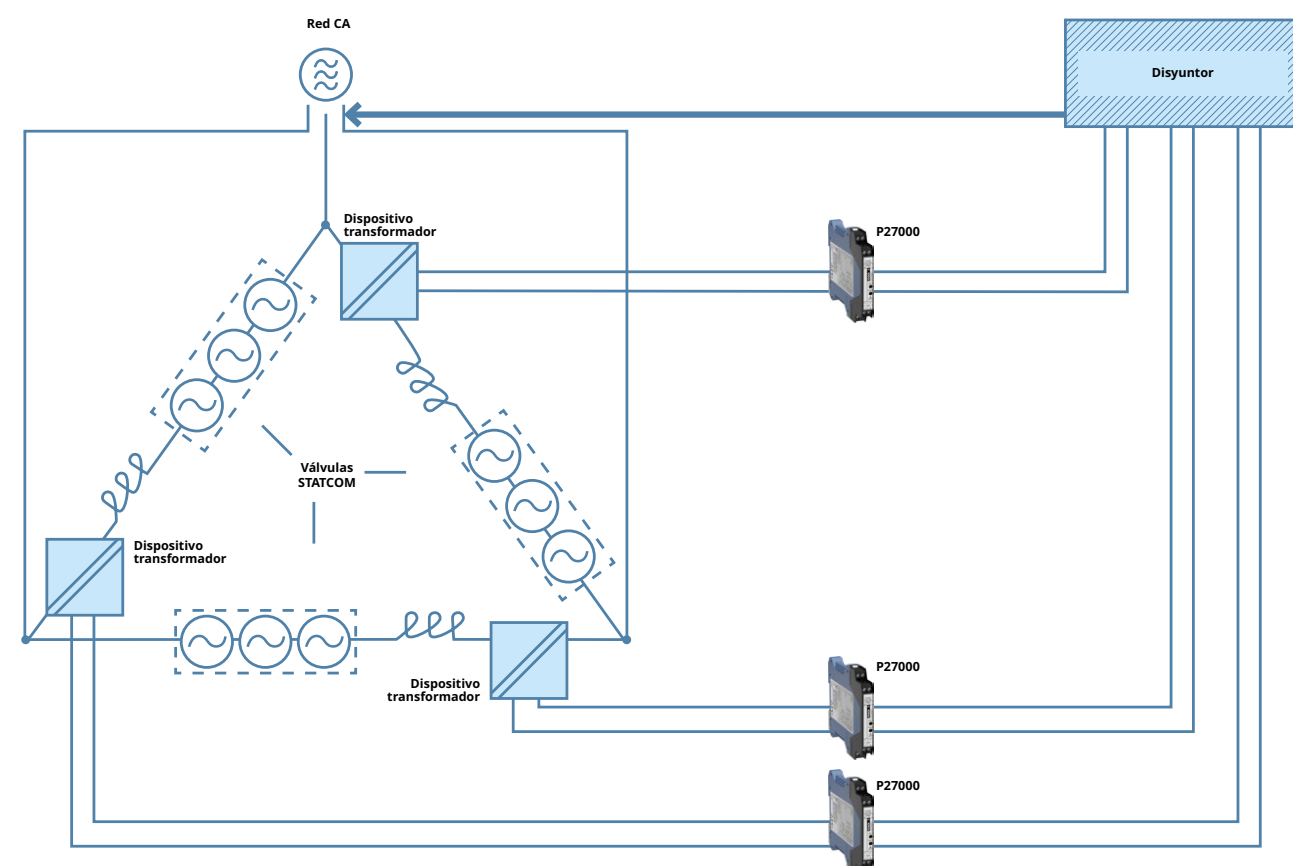 Red CA
Disyuntor
Dispositivo
transformador
P27000
Válvulas
STATCOM
Dispositivo
transformador
Dispositivo
transformador
P27000
P27000